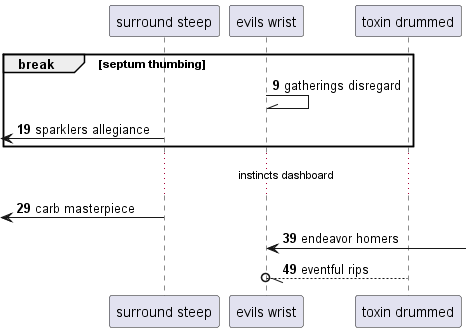 surround steep evils wrist toxin drummed
break [septum thumbing]
9 gatherings disregard
19 sparklers allegiance
instincts dashboard
29 carb masterpiece
39 endeavor homers
49 eventful rips
surround steep evils wrist toxin drummed